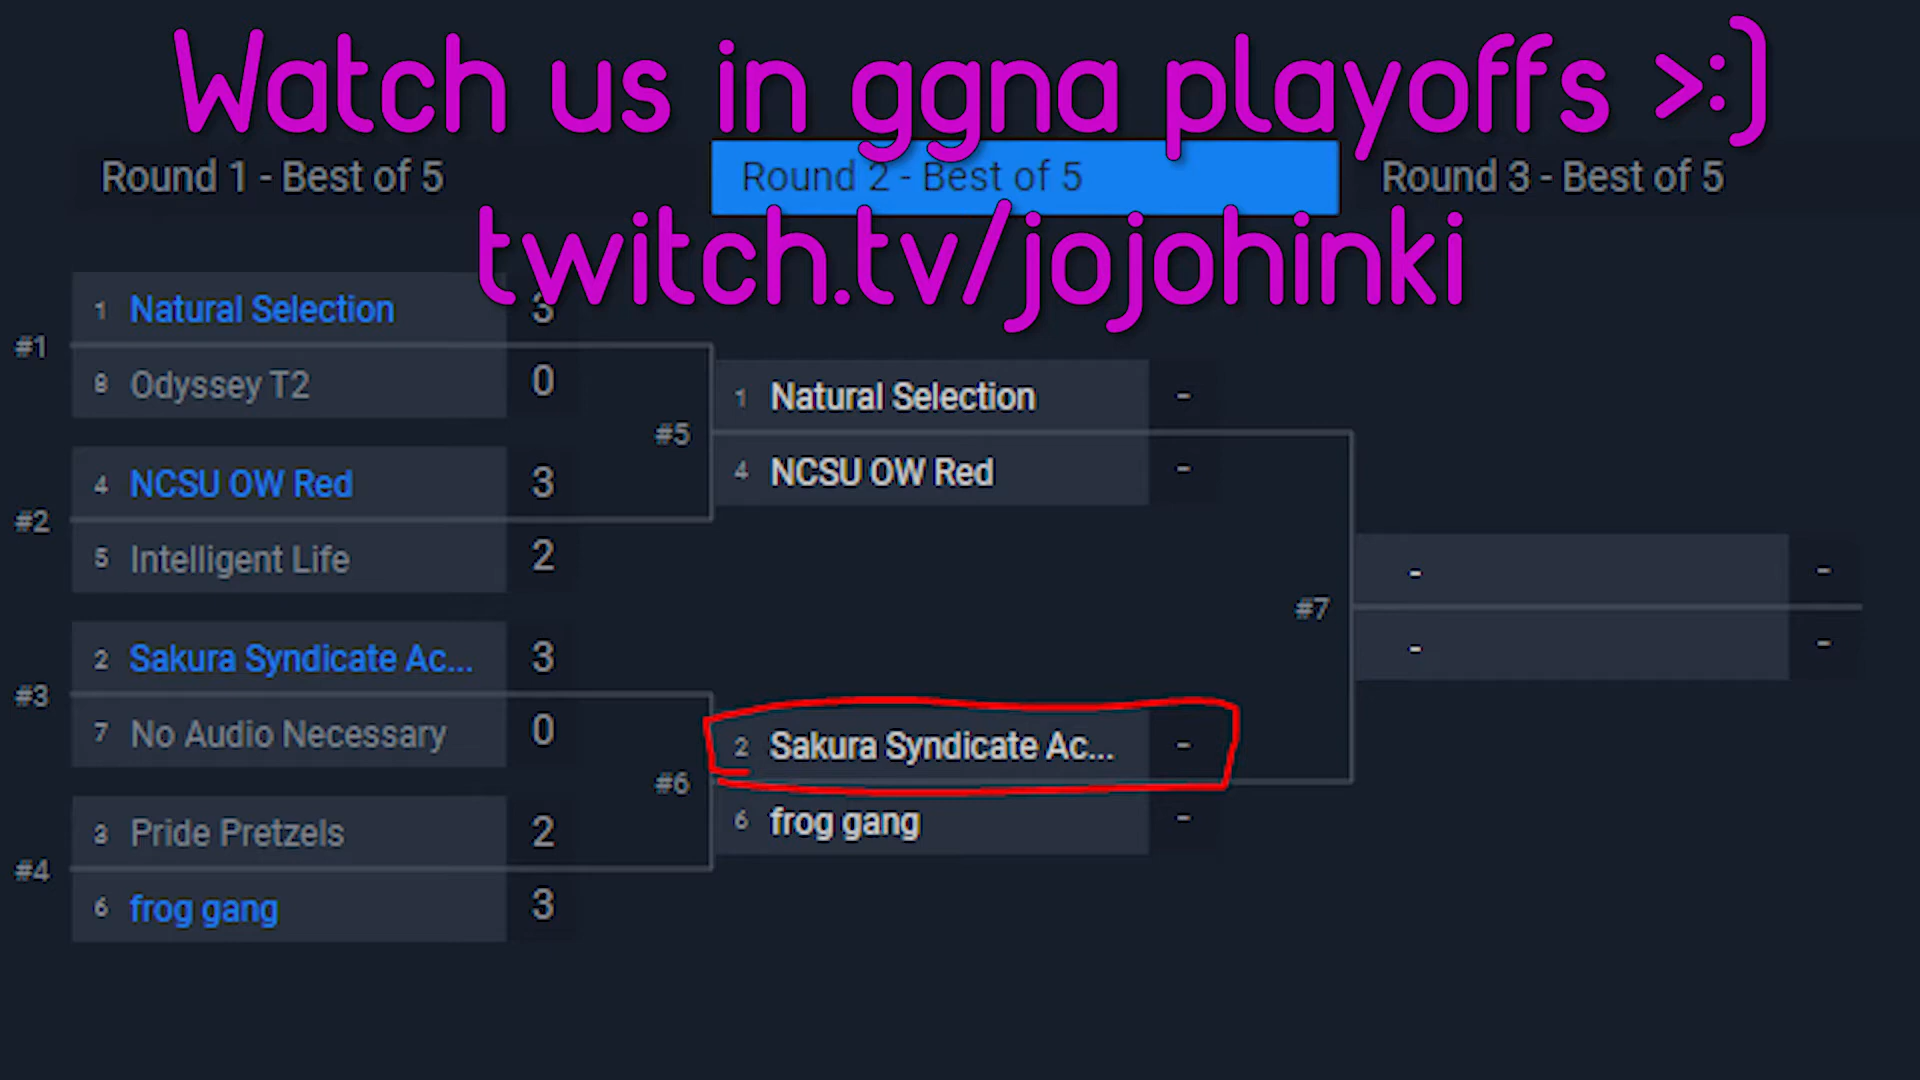 Watch us in ggna playoffs >:)
Round 1 - Best of 5
Round 2 - Best of 5
Round 3 - Best of 5
twitch.tv/jojohinki
#1
1 Natural Selection 3
8 Odyssey T2 0
#2
4 NCSU OW Red 3
5 Intelligent Life 2
#3
2 Sakura Syndicate Ac... 3
7 No Audio Necessary 0
#4
3 Pride Pretzels 2
6 frog gang 3
#5
1 Natural Selection -
4 NCSU OW Red -
#6
2 Sakura Syndicate Ac... -
6 frog gang -
#7
- -
- -